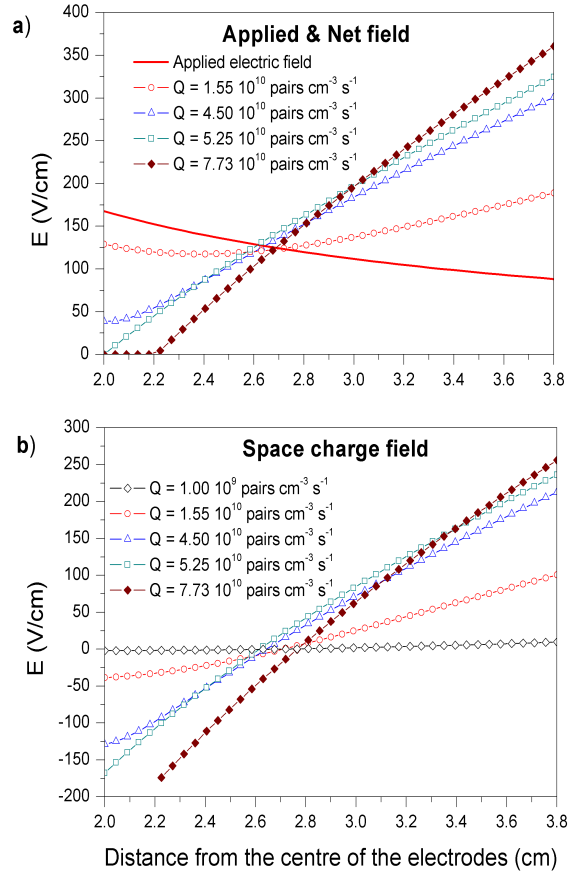 a)
Applied & Net field
Applied electric field
Q = 1.55 10¹⁰ pairs cm⁻³ s⁻¹
Q = 4.50 10¹⁰ pairs cm⁻³ s⁻¹
Q = 5.25 10¹⁰ pairs cm⁻³ s⁻¹
Q = 7.73 10¹⁰ pairs cm⁻³ s⁻¹
E (V/cm)
400
350
300
250
200
150
100
50
0
2.0 2.2 2.4 2.6 2.8 3.0 3.2 3.4 3.6 3.8
b)
Space charge field
Q = 1.00 10⁹ pairs cm⁻³ s⁻¹
Q = 1.55 10¹⁰ pairs cm⁻³ s⁻¹
Q = 4.50 10¹⁰ pairs cm⁻³ s⁻¹
Q = 5.25 10¹⁰ pairs cm⁻³ s⁻¹
Q = 7.73 10¹⁰ pairs cm⁻³ s⁻¹
E (V/cm)
300
250
200
150
100
50
0
-50
-100
-150
-200
2.0 2.2 2.4 2.6 2.8 3.0 3.2 3.4 3.6 3.8
Distance from the centre of the electrodes (cm)